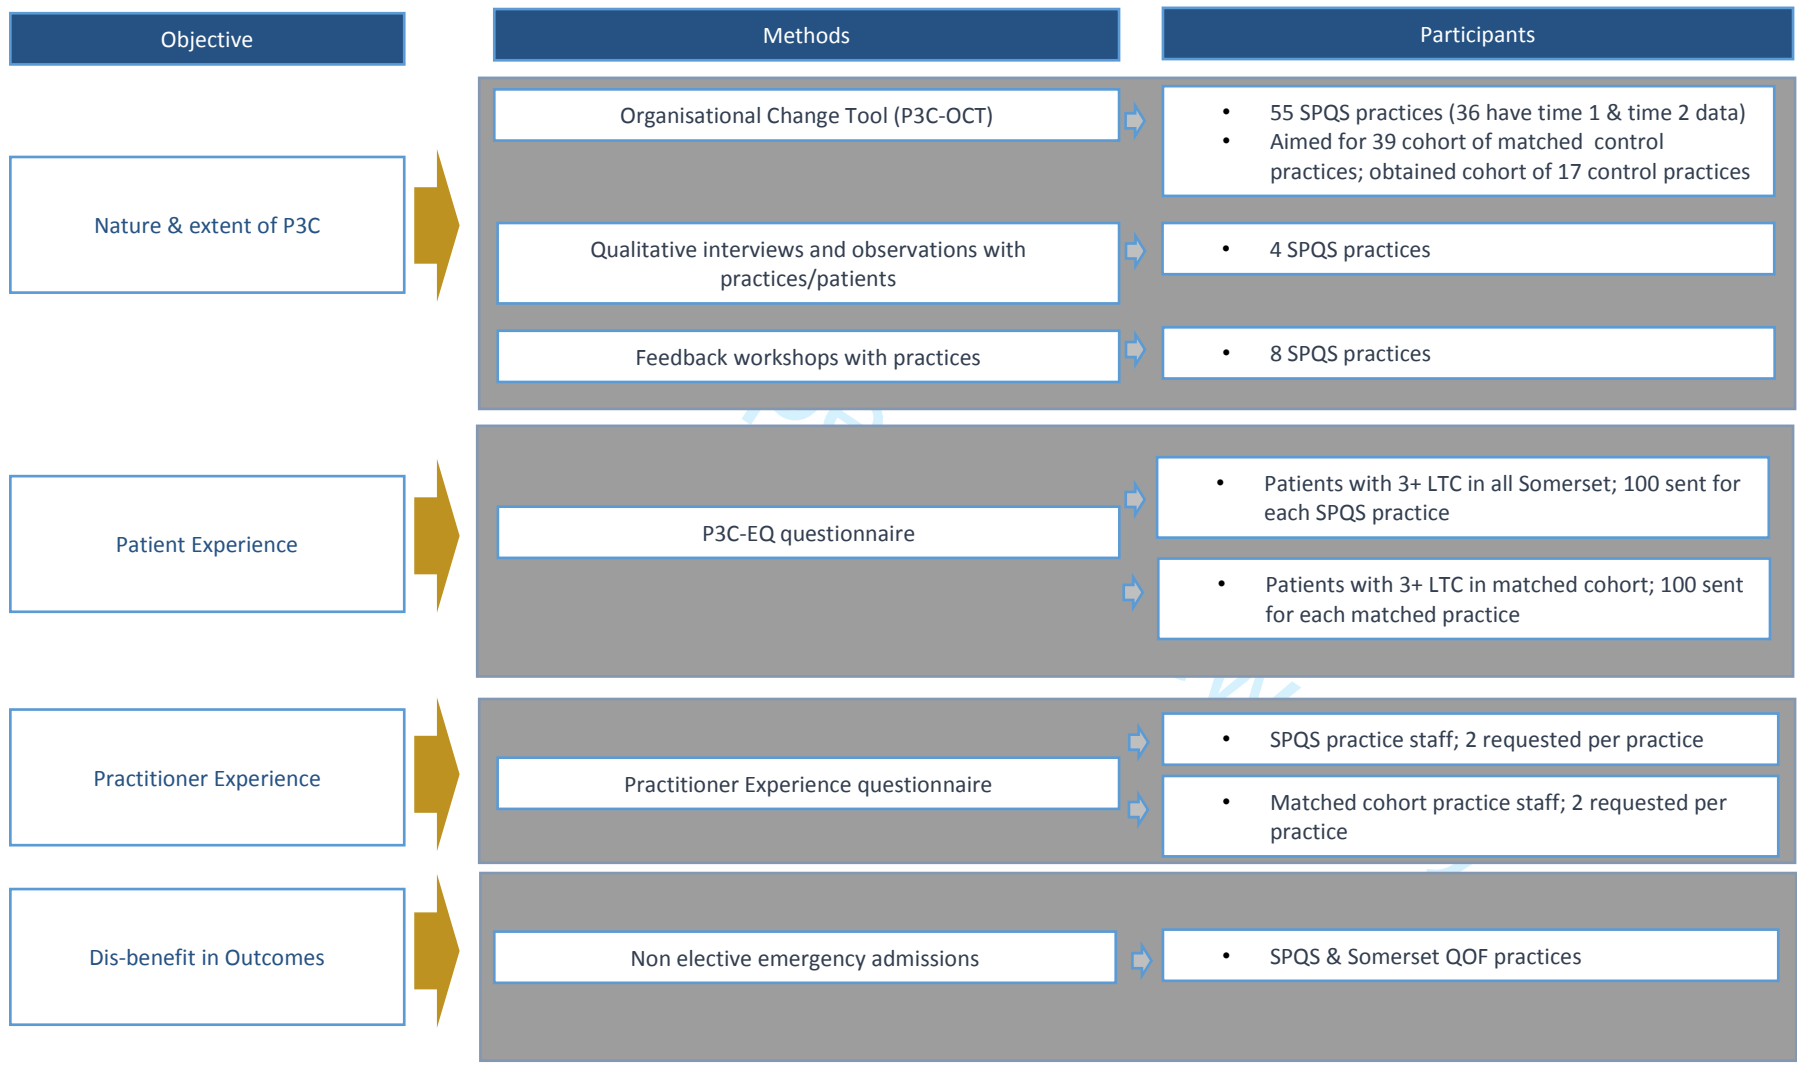 Objective
Methods
Participants
Nature & extent of P3C
Organisational Change Tool (P3C-OCT)
• 55 SPQS practices (36 have time 1 & time 2 data)
• Aimed for 39 cohort of matched control
practices; obtained cohort of 17 control practices
Qualitative interviews and observations with
practices/patients
• 4 SPQS practices
Feedback workshops with practices
• 8 SPQS practices
Patient Experience
P3C-EQ questionnaire
• Patients with 3+ LTC in all Somerset; 100 sent for
each SPQS practice
• Patients with 3+ LTC in matched cohort; 100 sent
for each matched practice
Practitioner Experience
Practitioner Experience questionnaire
• SPQS practice staff; 2 requested per practice
• Matched cohort practice staff; 2 requested per
practice
Dis-benefit in Outcomes
Non elective emergency admissions
• SPQS & Somerset QOF practices